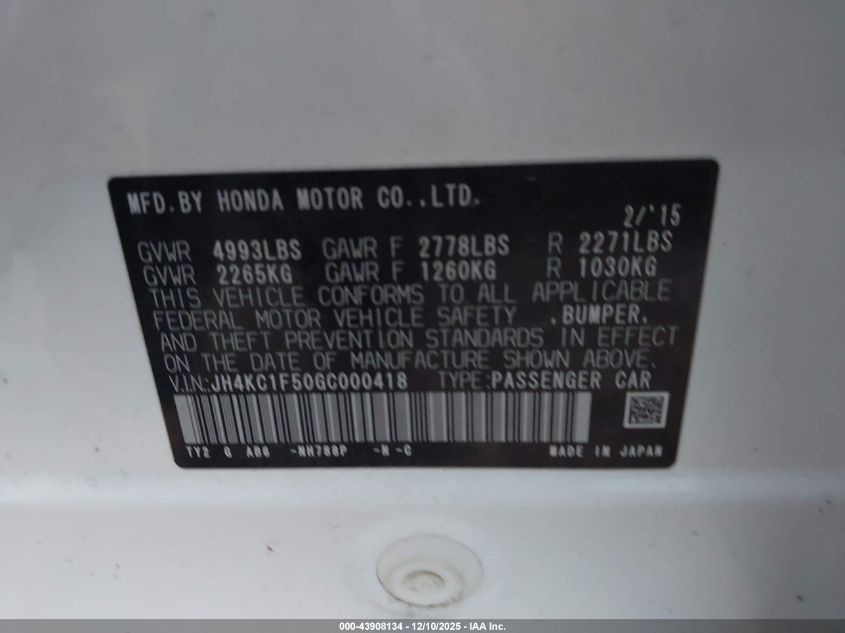 MFD.BY HONDA MOTOR CO.,LTD.
2/'15
GVWR 4993LBS GAWR F 2778LBS R 2271LBS
GVWR 2265KG GAWR F 1260KG R 1030KG
THIS VEHICLE CONFORMS TO ALL APPLICABLE
FEDERAL MOTOR VEHICLE SAFETY ,BUMPER,
AND THEFT PREVENTION STANDARDS IN EFFECT
ON THE DATE OF MANUFACTURE SHOWN ABOVE.
V.I.N:JH4KC1F50GC000418 TYPE:PASSENGER CAR
TY2 G AB6 -NH788P -N -C MADE IN JAPAN
000-43908134 - 12/10/2025 - IAA Inc.